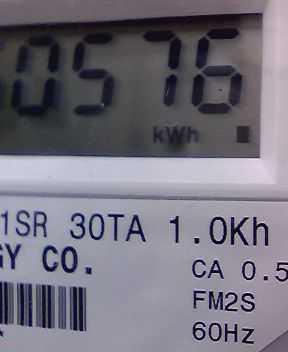 0576
kWh
1SR 30TA 1.0Kh
GY CO.
CA 0.5
FM2S
60Hz